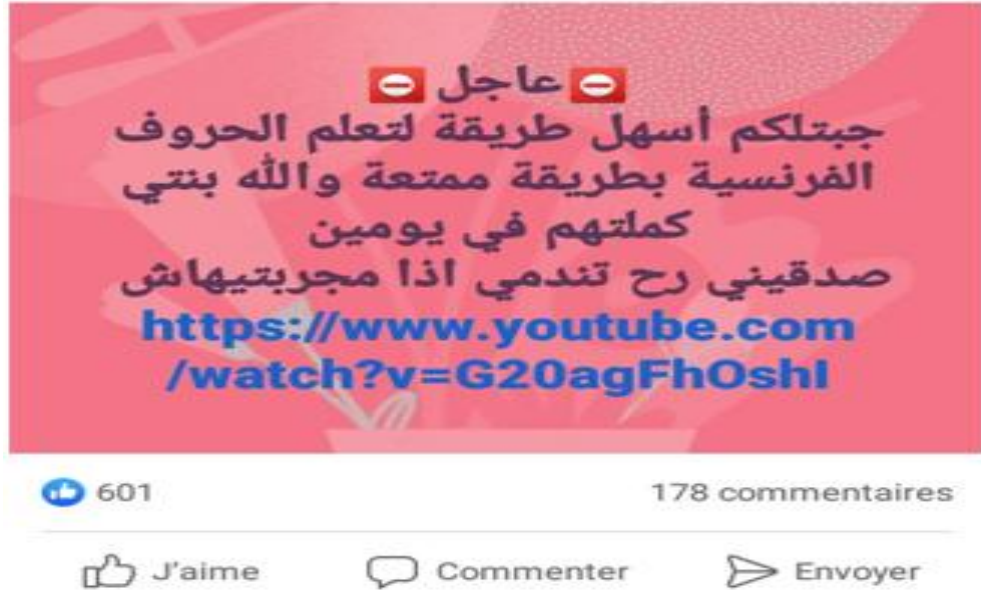 ⛔ عاجل ⛔
جبتلكم أسهل طريقة لتعلم الحروف
الفرنسية بطريقة ممتعة والله بنتي
كملتهم في يومين
صدقيني رح تندمي اذا مجربتيهاش
https://www.youtube.com
/watch?v=G20agFhOshI
601 178 commentaires
J'aime Commenter Envoyer